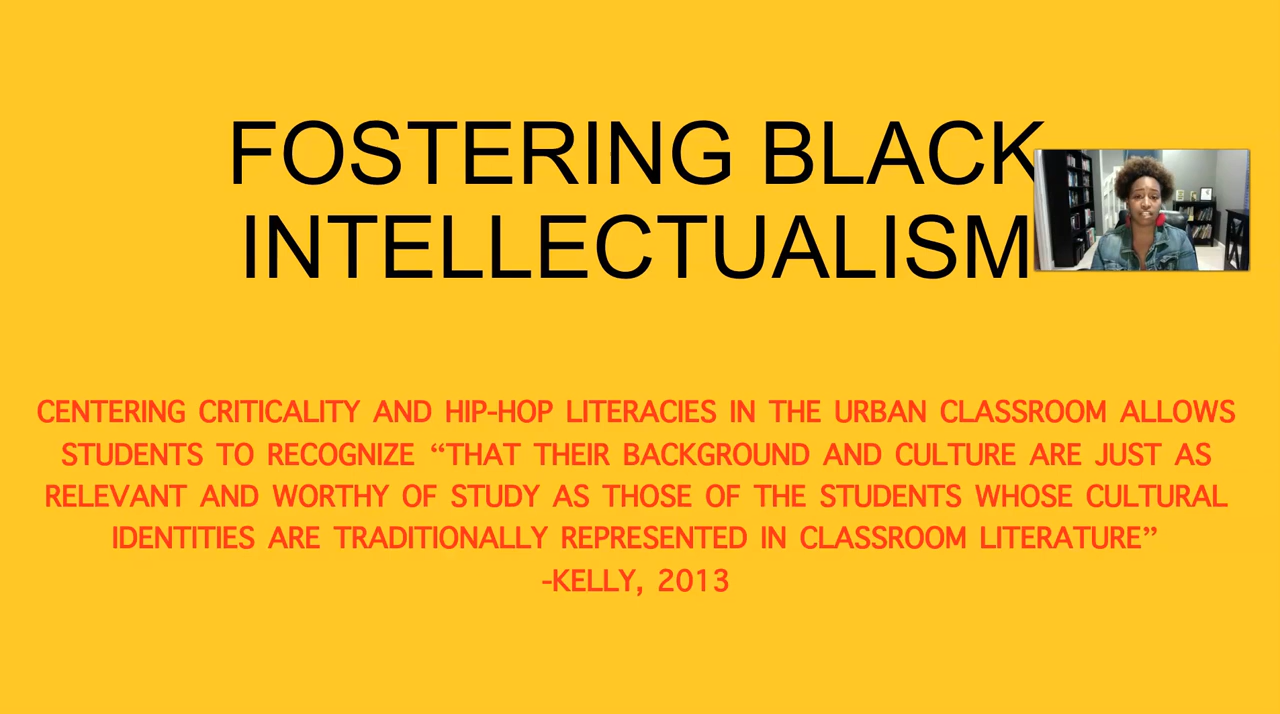 FOSTERING BLACK
INTELLECTUALISM
CENTERING CRITICALITY AND HIP-HOP LITERACIES IN THE URBAN CLASSROOM ALLOWS
STUDENTS TO RECOGNIZE “THAT THEIR BACKGROUND AND CULTURE ARE JUST AS
RELEVANT AND WORTHY OF STUDY AS THOSE OF THE STUDENTS WHOSE CULTURAL
IDENTITIES ARE TRADITIONALLY REPRESENTED IN CLASSROOM LITERATURE”
-KELLY, 2013